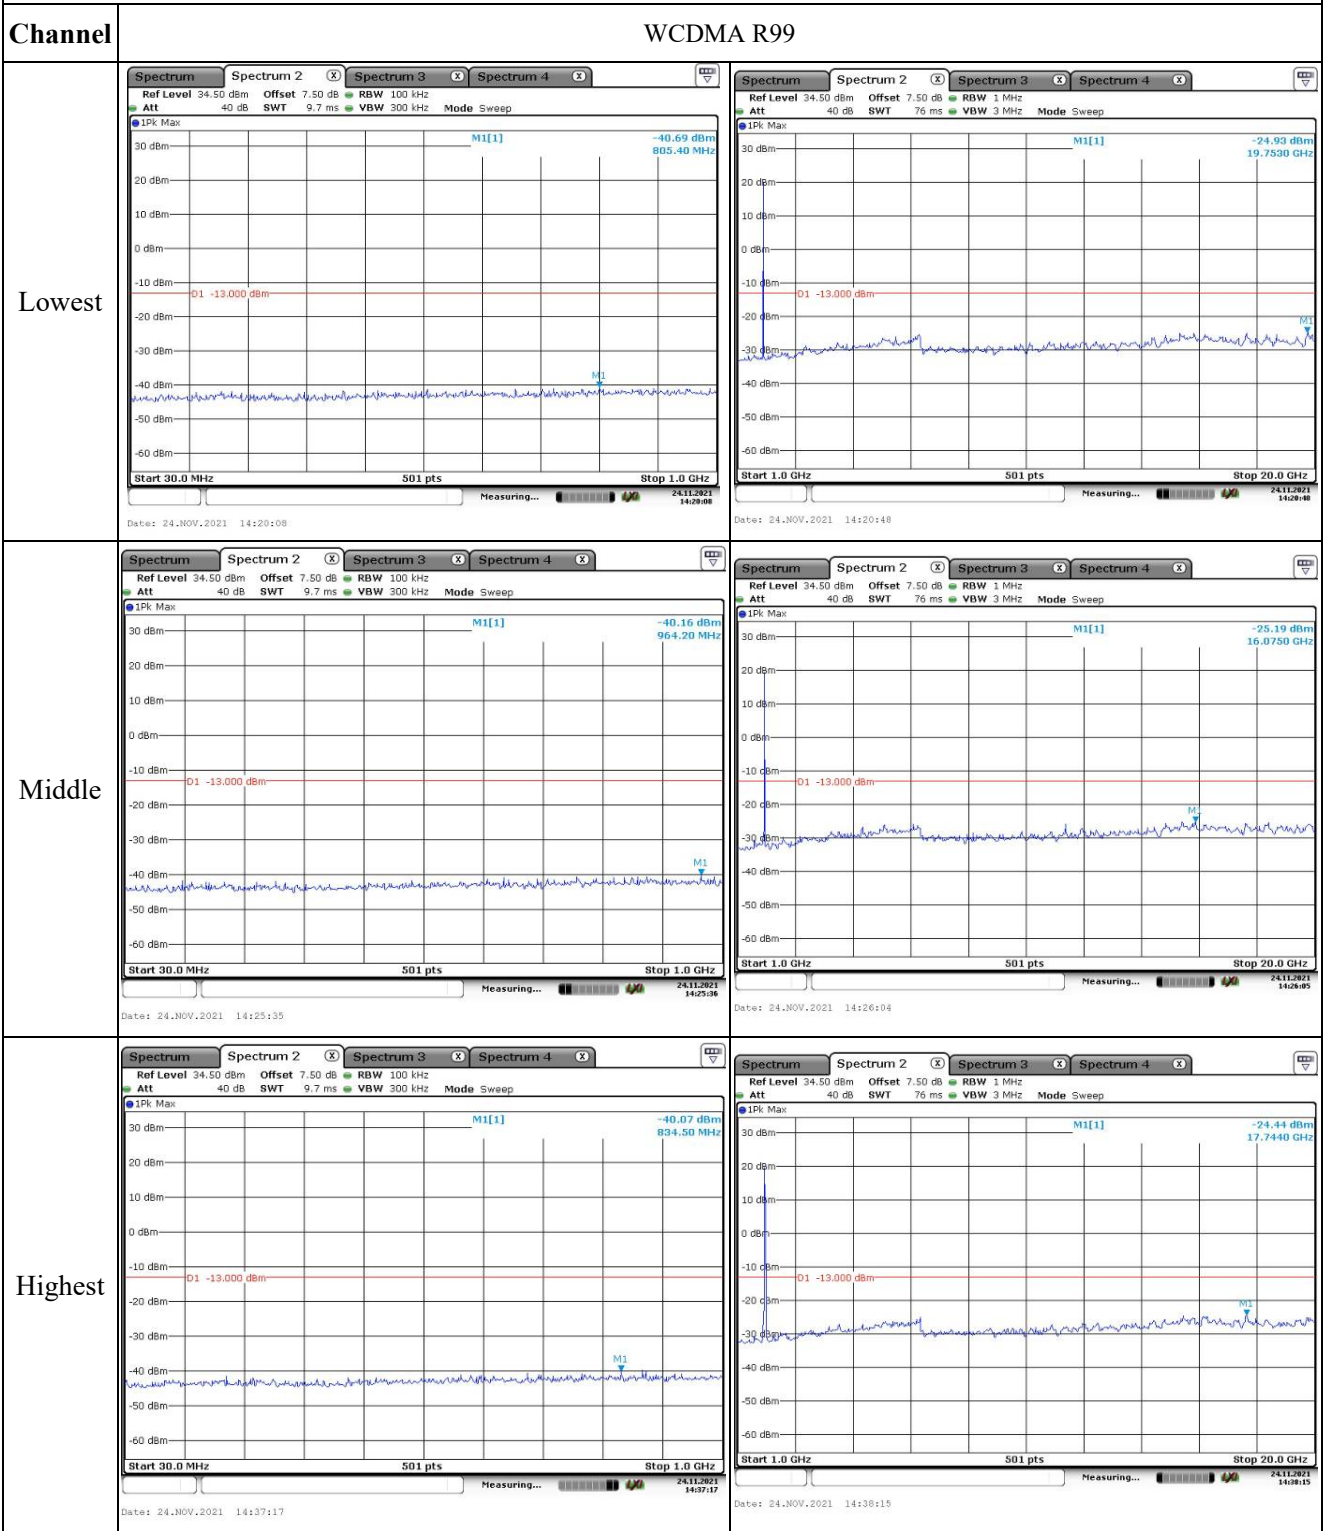 Channel WCDMA R99
Lowest
Spectrum Spectrum 2 X Spectrum 3 X Spectrum 4 X
Ref Level 34.50 dBm Offset 7.50 dB RBW 100 kHz
Att 40 dB SWT 9.7 ms VBW 300 kHz Mode Sweep
1Pk Max
M1[1] -40.69 dBm
805.40 MHz
30 dBm
20 dBm
10 dBm
0 dBm
-10 dBm
D1 -13.000 dBm
-20 dBm
-30 dBm
-40 dBm
M1
-50 dBm
-60 dBm
Start 30.0 MHz 501 pts Stop 1.0 GHz
Measuring... 24.11.2021
14:20:08
Date: 24.NOV.2021 14:20:08
Spectrum Spectrum 2 X Spectrum 3 X Spectrum 4 X
Ref Level 34.50 dBm Offset 7.50 dB RBW 1 MHz
Att 40 dB SWT 76 ms VBW 3 MHz Mode Sweep
1Pk Max
M1[1] -24.93 dBm
19.7530 GHz
30 dBm
20 dBm
10 dBm
0 dBm
-10 dBm
D1 -13.000 dBm
-20 dBm
M1
-30 dBm
-40 dBm
-50 dBm
-60 dBm
Start 1.0 GHz 501 pts Stop 20.0 GHz
Measuring... 24.11.2021
14:20:48
Date: 24.NOV.2021 14:20:48
Middle
Spectrum Spectrum 2 X Spectrum 3 X Spectrum 4 X
Ref Level 34.50 dBm Offset 7.50 dB RBW 100 kHz
Att 40 dB SWT 9.7 ms VBW 300 kHz Mode Sweep
1Pk Max
M1[1] -40.16 dBm
964.20 MHz
30 dBm
20 dBm
10 dBm
0 dBm
-10 dBm
D1 -13.000 dBm
-20 dBm
-30 dBm
M1
-40 dBm
-50 dBm
-60 dBm
Start 30.0 MHz 501 pts Stop 1.0 GHz
Measuring... 24.11.2021
14:25:36
Date: 24.NOV.2021 14:25:35
Spectrum Spectrum 2 X Spectrum 3 X Spectrum 4 X
Ref Level 34.50 dBm Offset 7.50 dB RBW 1 MHz
Att 40 dB SWT 76 ms VBW 3 MHz Mode Sweep
1Pk Max
M1[1] -25.19 dBm
16.0750 GHz
30 dBm
20 dBm
10 dBm
0 dBm
-10 dBm
D1 -13.000 dBm
-20 dBm
M1
-30 dBm
-40 dBm
-50 dBm
-60 dBm
Start 1.0 GHz 501 pts Stop 20.0 GHz
Measuring... 24.11.2021
14:26:05
Date: 24.NOV.2021 14:26:04
Highest
Spectrum Spectrum 2 X Spectrum 3 X Spectrum 4 X
Ref Level 34.50 dBm Offset 7.50 dB RBW 100 kHz
Att 40 dB SWT 9.7 ms VBW 300 kHz Mode Sweep
1Pk Max
M1[1] -40.07 dBm
834.50 MHz
30 dBm
20 dBm
10 dBm
0 dBm
-10 dBm
D1 -13.000 dBm
-20 dBm
-30 dBm
M1
-40 dBm
-50 dBm
-60 dBm
Start 30.0 MHz 501 pts Stop 1.0 GHz
Measuring... 24.11.2021
14:37:17
Date: 24.NOV.2021 14:37:17
Spectrum Spectrum 2 X Spectrum 3 X Spectrum 4 X
Ref Level 34.50 dBm Offset 7.50 dB RBW 1 MHz
Att 40 dB SWT 76 ms VBW 3 MHz Mode Sweep
1Pk Max
M1[1] -24.44 dBm
17.7440 GHz
30 dBm
20 dBm
10 dBm
0 dBm
-10 dBm
D1 -13.000 dBm
-20 dBm
M1
-30 dBm
-40 dBm
-50 dBm
-60 dBm
Start 1.0 GHz 501 pts Stop 20.0 GHz
Measuring... 24.11.2021
14:38:15
Date: 24.NOV.2021 14:38:15